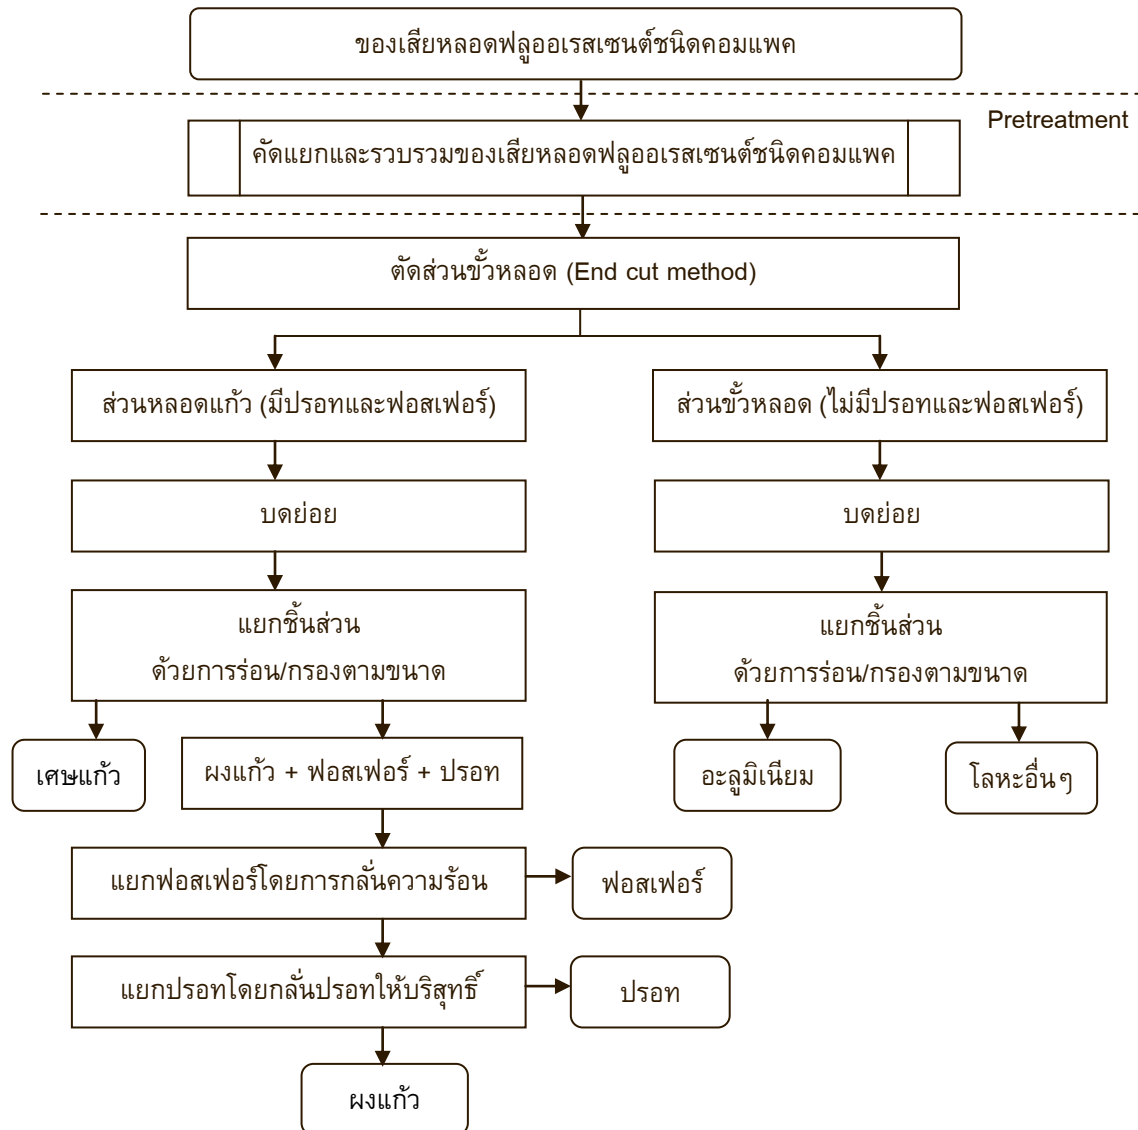 ของเสียหลอดฟลูออเรสเซนต์ชนิดคอมแพค
Pretreatment
คัดแยกและรวบรวมของเสียหลอดฟลูออเรสเซนต์ชนิดคอมแพค
ตัดส่วนขั้วหลอด (End cut method)
ส่วนหลอดแก้ว (มีปรอทและฟอสเฟอร์)
ส่วนขั้วหลอด (ไม่มีปรอทและฟอสเฟอร์)
บดย่อย
บดย่อย
แยกชิ้นส่วน
ด้วยการร่อน/กรองตามขนาด
แยกชิ้นส่วน
ด้วยการร่อน/กรองตามขนาด
เศษแก้ว
ผงแก้ว + ฟอสเฟอร์ + ปรอท
อะลูมิเนียม
โลหะอื่นๆ
แยกฟอสเฟอร์โดยการกลั่นความร้อน
ฟอสเฟอร์
แยกปรอทโดยกลั่นปรอทให้บริสุทธิ์
ปรอท
ผงแก้ว